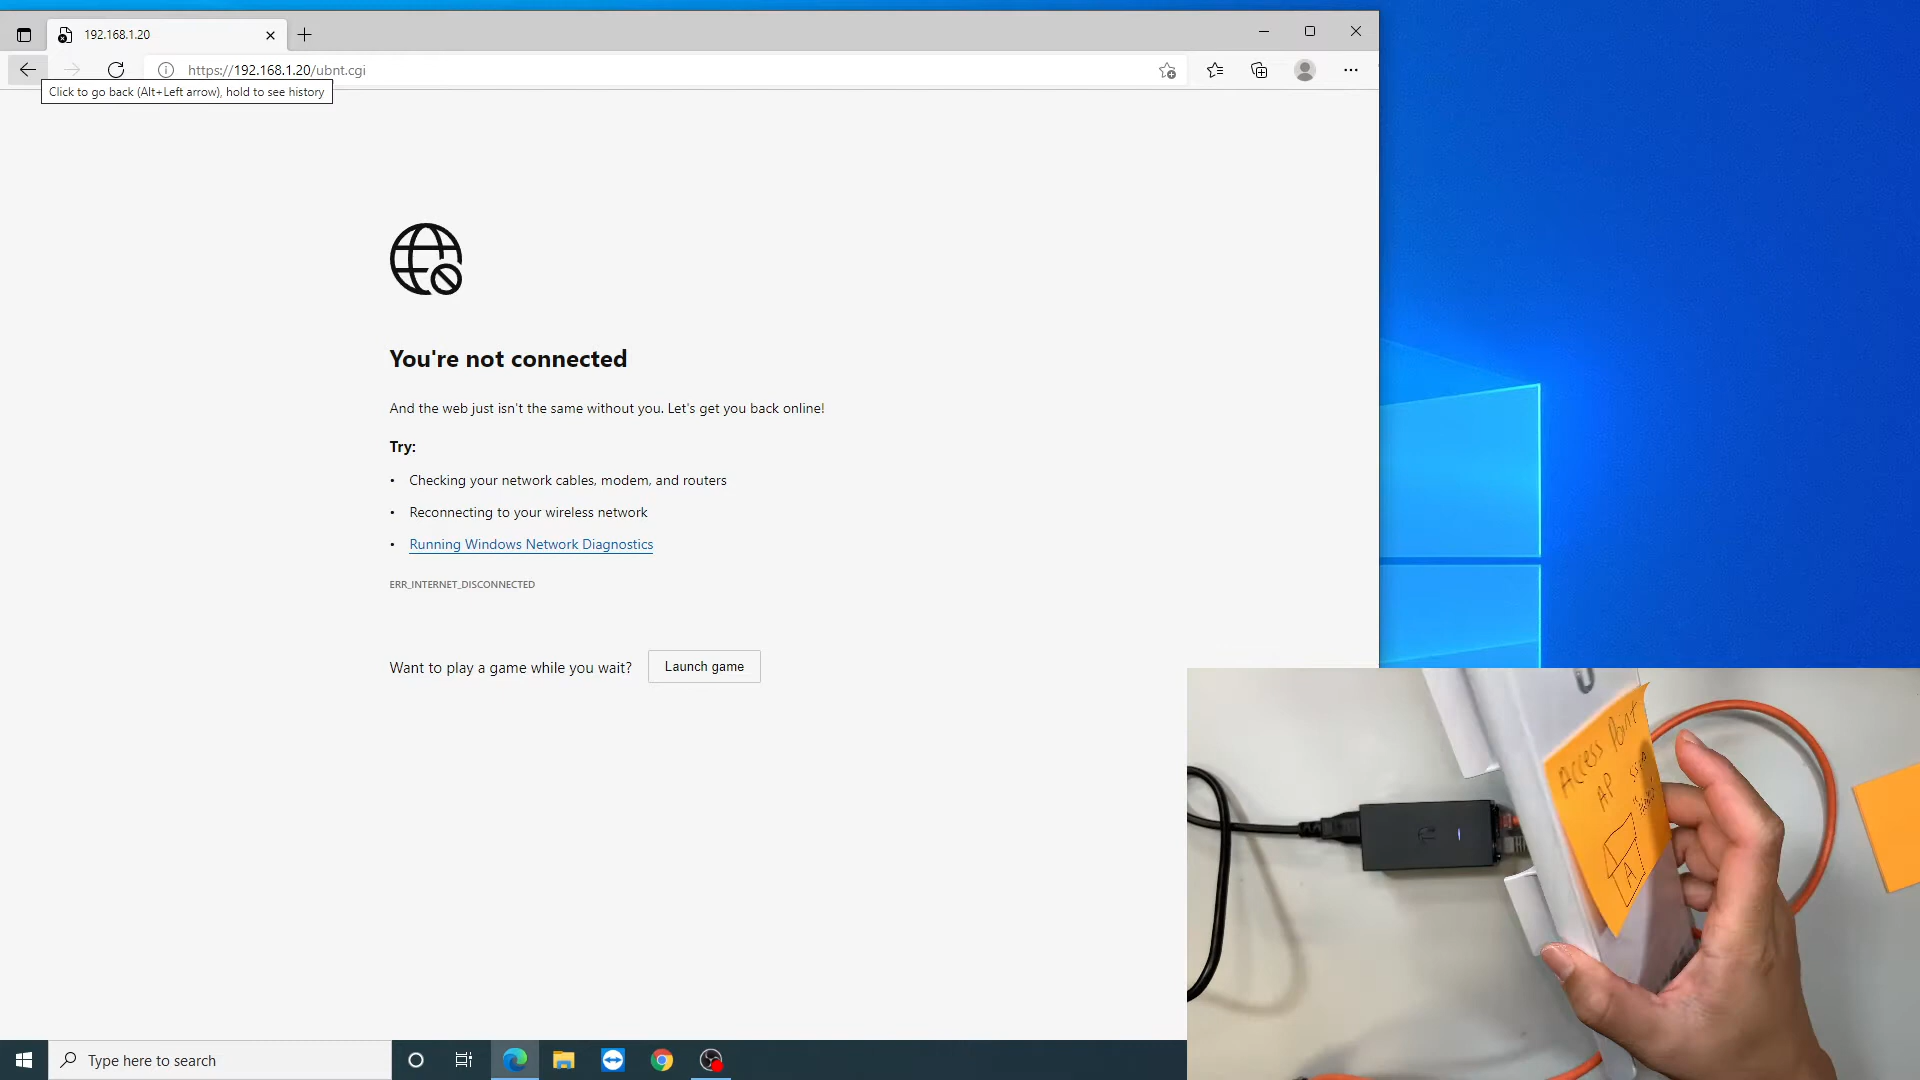 192.168.1.20
https://192.168.1.20/ubnt.cgi
Click to go back (Alt+Left arrow), hold to see history
You're not connected
And the web just isn't the same without you. Let's get you back online!
Try:
• Checking your network cables, modem, and routers
• Reconnecting to your wireless network
• Running Windows Network Diagnostics
ERR_INTERNET_DISCONNECTED
Want to play a game while you wait? Launch game
Access Point
AP
A
Type here to search